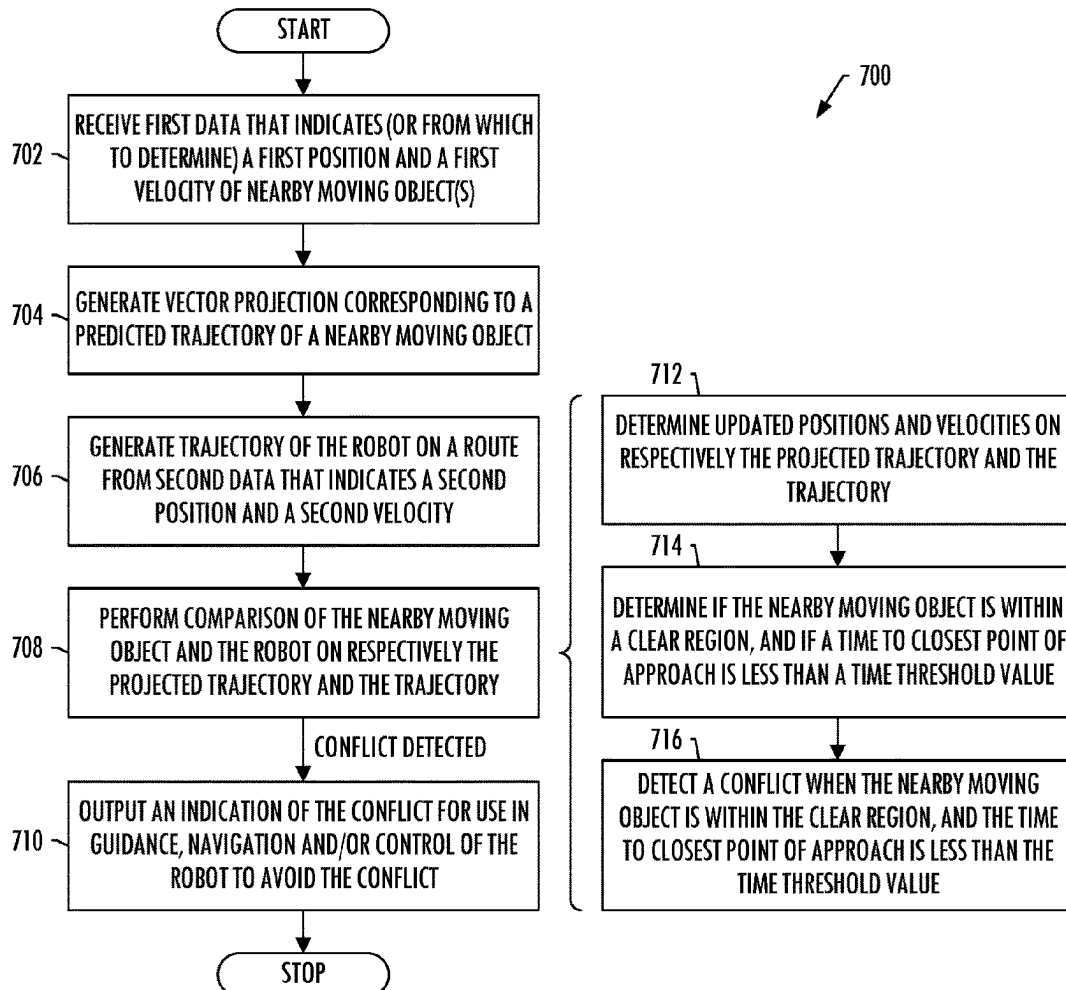 START
700
702
RECEIVE FIRST DATA THAT INDICATES (OR FROM WHICH
TO DETERMINE) A FIRST POSITION AND A FIRST
VELOCITY OF NEARBY MOVING OBJECT(S)
704
GENERATE VECTOR PROJECTION CORRESPONDING TO A
PREDICTED TRAJECTORY OF A NEARBY MOVING OBJECT
706
GENERATE TRAJECTORY OF THE ROBOT ON A ROUTE
FROM SECOND DATA THAT INDICATES A SECOND
POSITION AND A SECOND VELOCITY
708
PERFORM COMPARISON OF THE NEARBY MOVING
OBJECT AND THE ROBOT ON RESPECTIVELY THE
PROJECTED TRAJECTORY AND THE TRAJECTORY
CONFLICT DETECTED
710
OUTPUT AN INDICATION OF THE CONFLICT FOR USE IN
GUIDANCE, NAVIGATION AND/OR CONTROL OF THE
ROBOT TO AVOID THE CONFLICT
STOP
712
DETERMINE UPDATED POSITIONS AND VELOCITIES ON
RESPECTIVELY THE PROJECTED TRAJECTORY AND THE
TRAJECTORY
714
DETERMINE IF THE NEARBY MOVING OBJECT IS WITHIN
A CLEAR REGION, AND IF A TIME TO CLOSEST POINT OF
APPROACH IS LESS THAN A TIME THRESHOLD VALUE
716
DETECT A CONFLICT WHEN THE NEARBY MOVING
OBJECT IS WITHIN THE CLEAR REGION, AND THE TIME
TO CLOSEST POINT OF APPROACH IS LESS THAN THE
TIME THRESHOLD VALUE